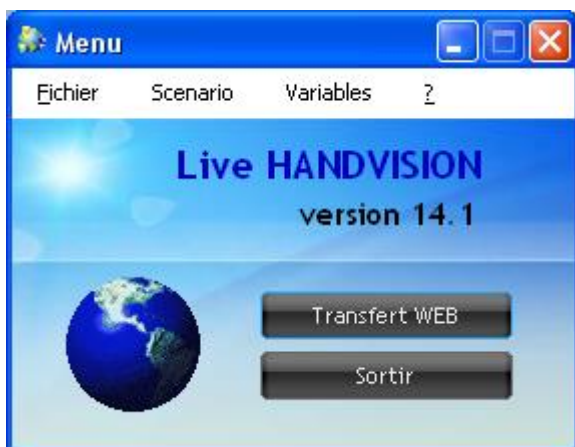 Menu
Fichier Scenario Variables ?
Live HANDVISION
version 14.1
Transfert WEB
Sortir